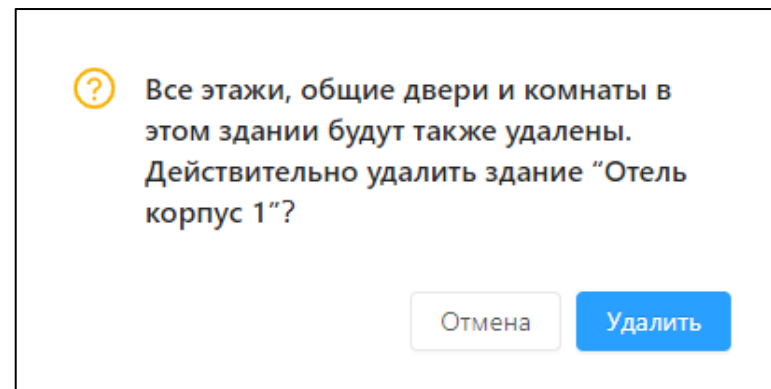 Все этажи, общие двери и комнаты в
этом здании будут также удалены.
Действительно удалить здание “Отель
корпус 1”?
Отмена
Удалить